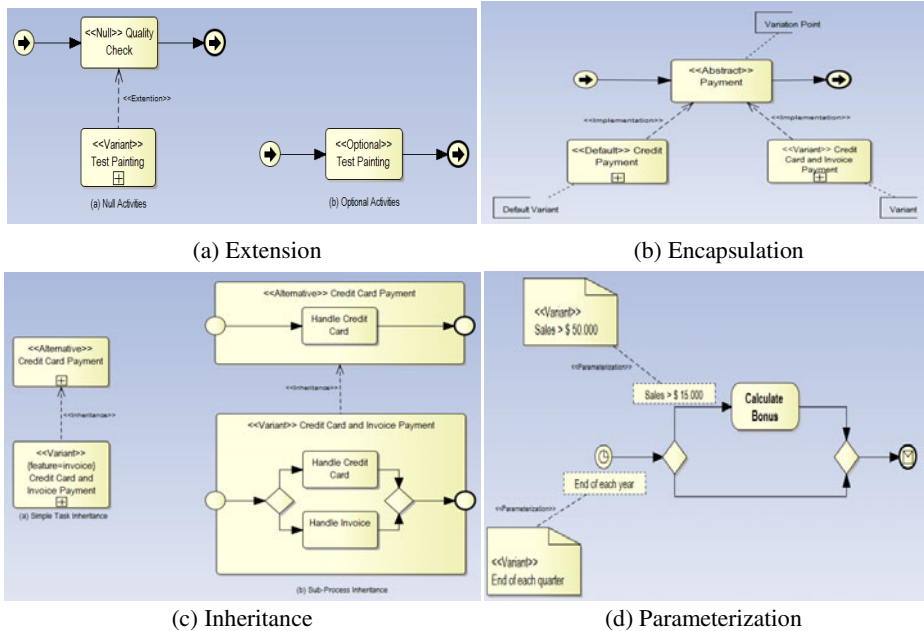 <<Null>> Quality
Check
<<Extention>>
<<Variant>>
Test Painting
(a) Null Activities
<<Optional>>
Test Painting
(b) Optional Activities
(a) Extension
Variation Point
<<Abstract>>
Payment
<<Implementation>>
<<Implementation>>
<<Default>> Credit
Payment
<<Variant>> Credit
Card and Invoice
Payment
Default Variant
Variant
(b) Encapsulation
<<Alternative>>
Credit Card Payment
<<Inheritance>>
<<Variant>>
{feature=invoice}
Credit Card and
Invoice Payment
(a) Simple Task Inheritance
<<Alternative>> Credit Card Payment
Handle Credit
Card
<<Inheritance>>
<<Variant>> Credit Card and Invoice Payment
Handle Credit
Card
Handle Invoice
(b) Sub-Process Inheritance
(c) Inheritance
<<Variant>>
Sales > $ 50.000
<<Parameterization>>
Sales > $ 15.000
Calculate
Bonus
End of each year
<<Parameterization>>
<<Variant>>
End of each quarter
(d) Parameterization